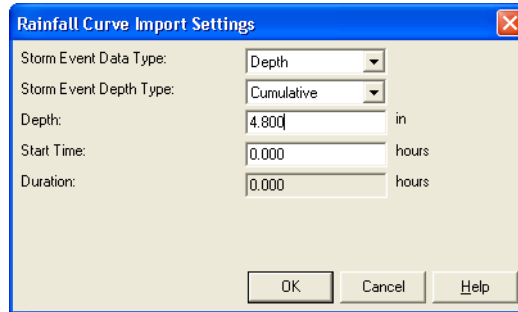 Rainfall Curve Import Settings
Storm Event Data Type: Depth
Storm Event Depth Type: Cumulative
Depth: 4.800 in
Start Time: 0.000 hours
Duration: 0.000 hours
OK Cancel Help